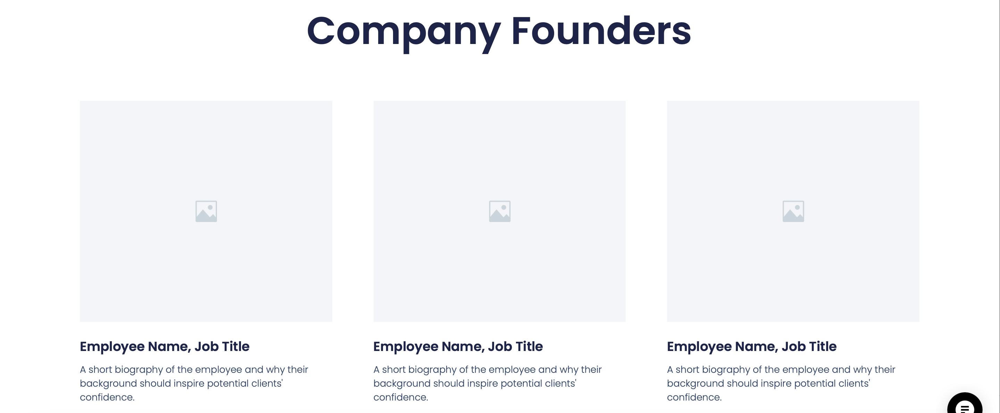 Company Founders
Employee Name, Job Title
A short biography of the employee and why their
background should inspire potential clients'
confidence.
Employee Name, Job Title
A short biography of the employee and why their
background should inspire potential clients'
confidence.
Employee Name, Job Title
A short biography of the employee and why their
background should inspire potential clients'
confidence.